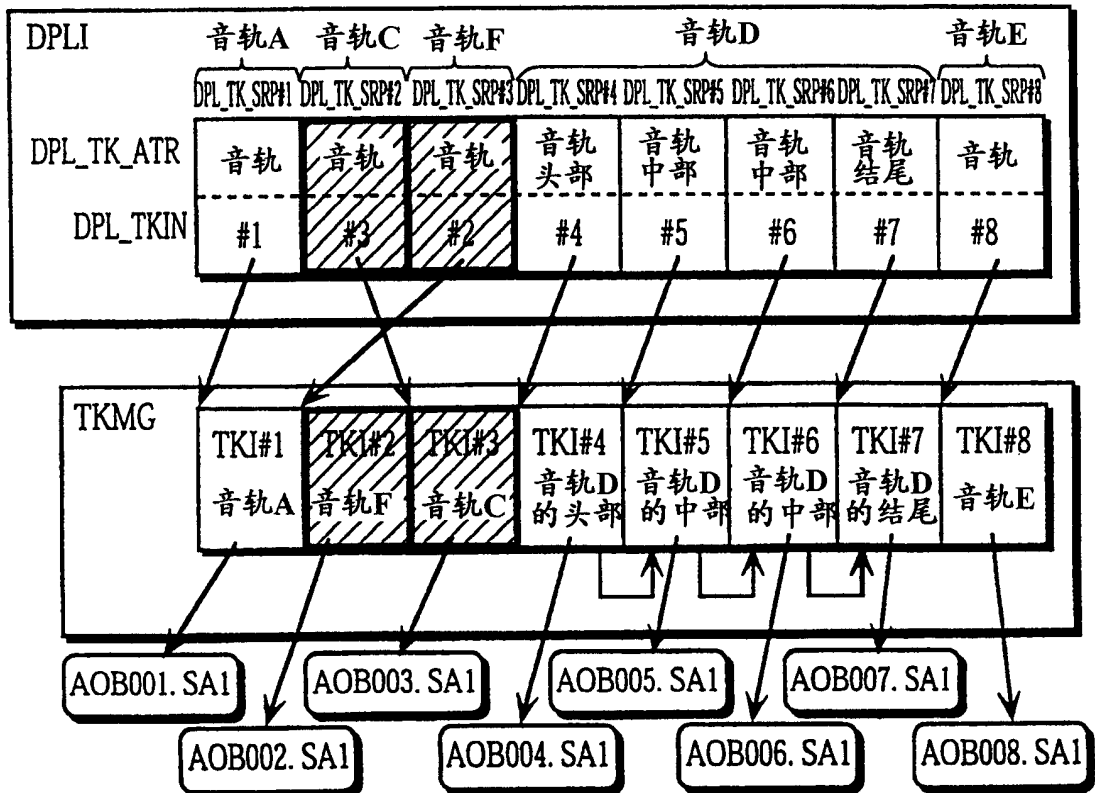 DPLI
音轨A 音轨C 音轨F 音轨D 音轨E
DPL_TK_SRP#1 DPL_TK_SRP#2 DPL_TK_SRP#3 DPL_TK_SRP#4 DPL_TK_SRP#5 DPL_TK_SRP#6 DPL_TK_SRP#7 DPL_TK_SRP#8
DPL_TK_ATR
音轨 音轨 音轨 音轨 音轨 音轨 音轨 音轨
头部 中部 中部 结尾
DPL_TKIN
#1 #3 #2 #4 #5 #6 #7 #8
TKMG
TKI#1 TKI#2 TKI#3 TKI#4 TKI#5 TKI#6 TKI#7 TKI#8
音轨A 音轨F 音轨C 音轨D 音轨D 音轨D 音轨D 音轨E
的头部 的中部 的中部 的结尾
AOB001. SA1 AOB003. SA1 AOB005. SA1 AOB007. SA1
AOB002. SA1 AOB004. SA1 AOB006. SA1 AOB008. SA1